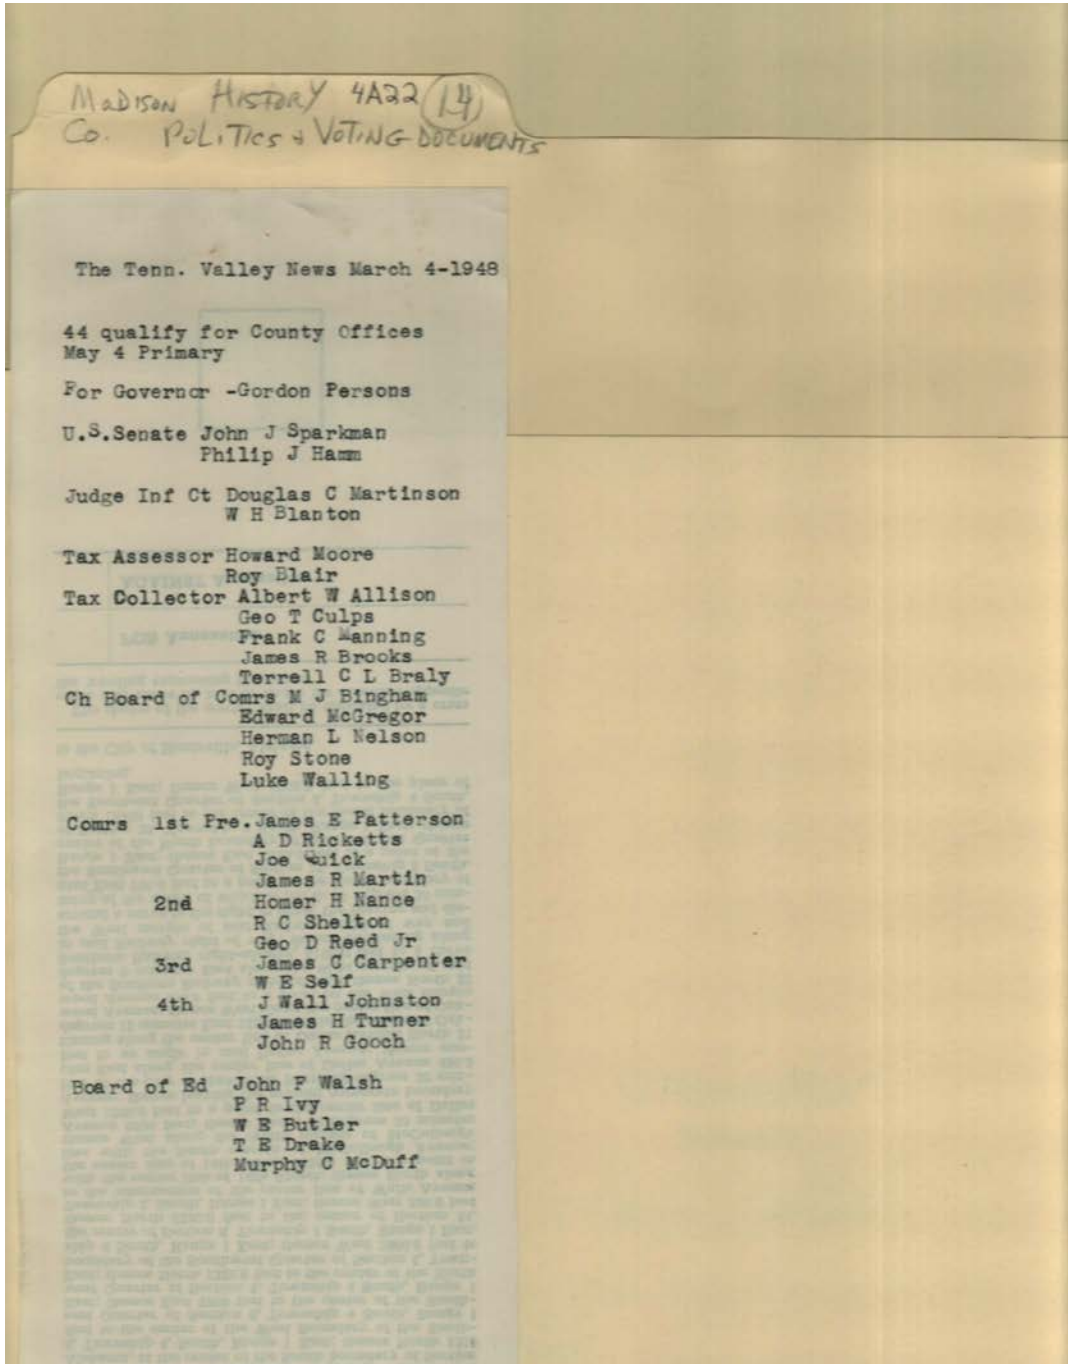 MADISON HISTORY 4A22 14
CO. POLITICS & VOTING DOCUMENTS
The Tenn. Valley News March 4-1948
44 qualify for County Offices
May 4 Primary
For Governor -Gordon Persons
U.S.Senate John J Sparkman
Philip J Hamm
Judge Inf Ct Douglas C Martinson
W H Blanton
Tax Assessor Howard Moore
Roy Blair
Tax Collector Albert W Allison
Geo T Culps
Frank C Manning
James R Brooks
Terrell C L Braly
Ch Board of Comrs M J Bingham
Edward McGregor
Herman L Nelson
Roy Stone
Luke Walling
Comrs 1st Pre.James E Patterson
A D Ricketts
Joe Quick
James R Martin
2nd Homer H Nance
R C Shelton
Geo D Reed Jr
3rd James C Carpenter
W E Self
4th J Wall Johnston
James H Turner
John R Gooch
Board of Ed John F Walsh
P R Ivy
W E Butler
T E Drake
Murphy C McDuff